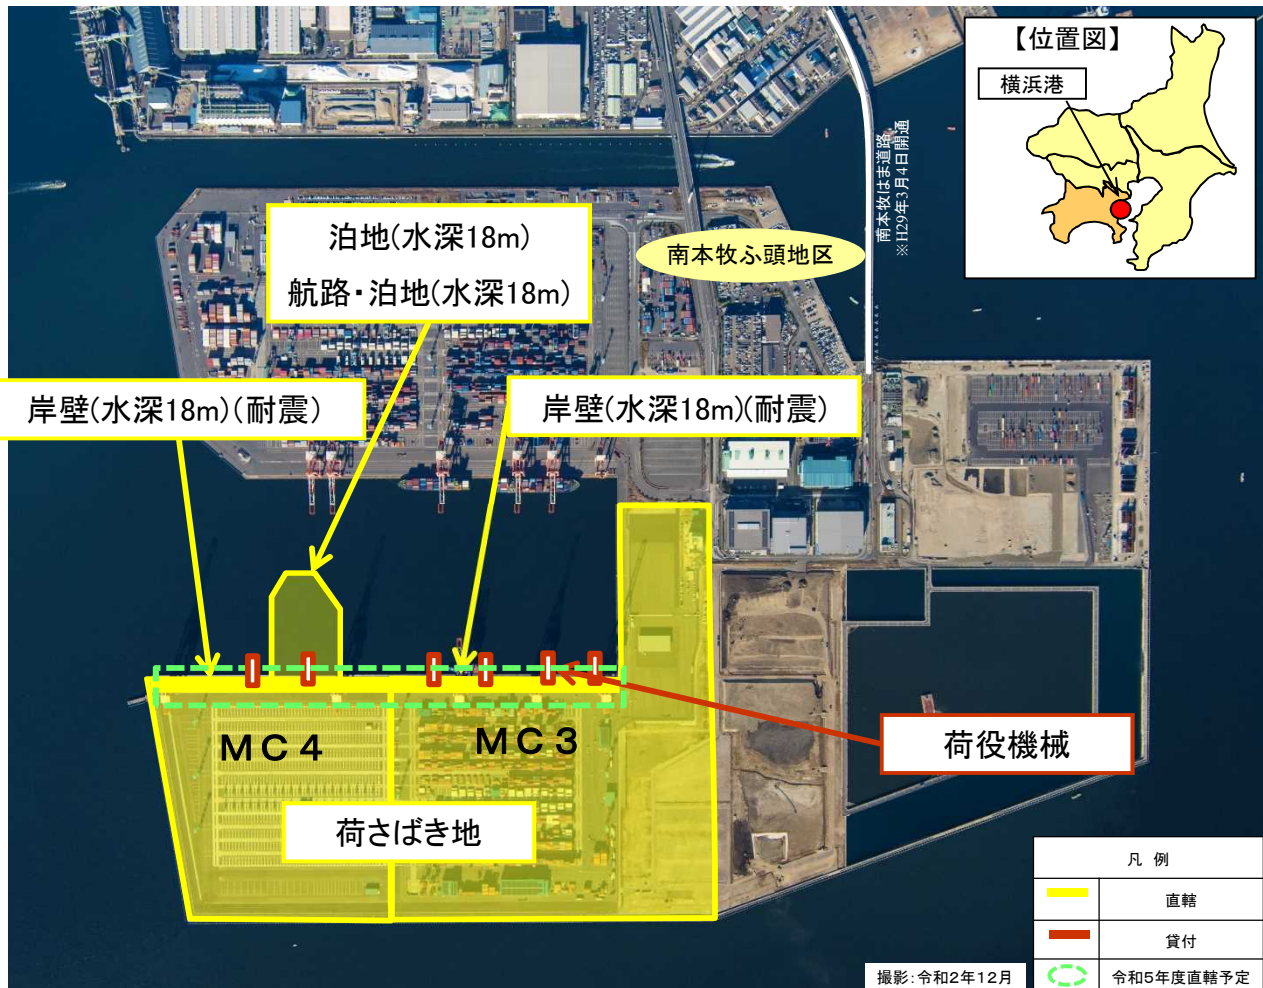 【位置図】
横浜港
南本牧はま道路
※H29年3月4日開通
泊地(水深18m)
航路・泊地(水深18m)
南本牧ふ頭地区
岸壁(水深18m)(耐震)
岸壁(水深18m)(耐震)
MC4
MC3
荷役機械
荷さばき地
凡 例
直轄
貸付
令和5年度直轄予定
撮影:令和2年12月